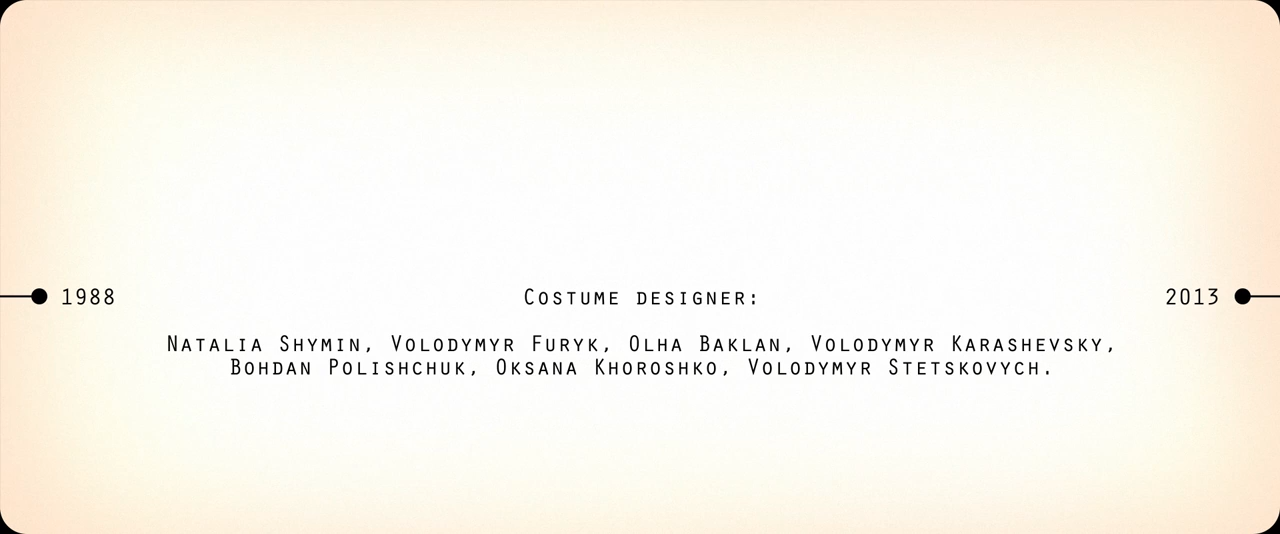 1988
Costume designer:
2013
Natalia Shymin, Volodymyr Furyk, Olha Baklan, Volodymyr Karashevsky,
Bohdan Polishchuk, Oksana Khoroshko, Volodymyr Stetskovych.